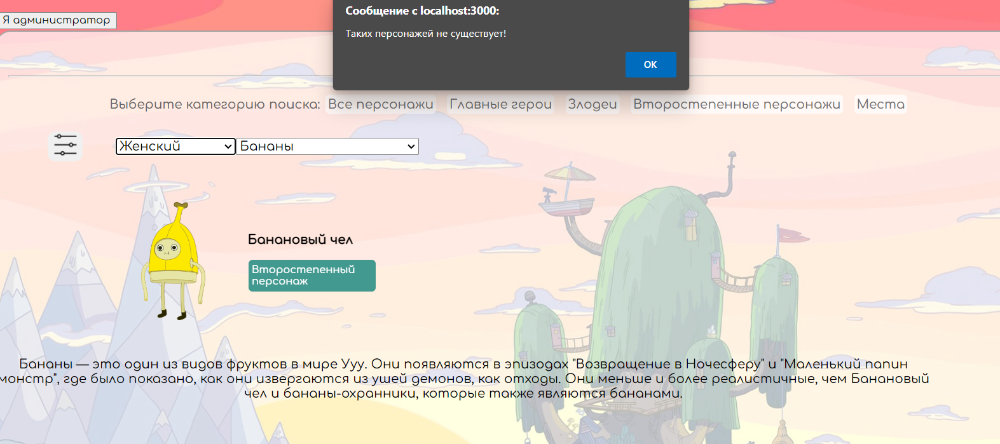 Сообщение с localhost:3000:
Таких персонажей не существует!
ОК
Я администратор
Выберите категорию поиска: Все персонажи Главные герои Злодеи Второстепенные персонажи Места
Женский Бананы
Банановый чел
Второстепенный
персонаж
Бананы — это один из видов фруктов в мире Ууу. Они появляются в эпизодах "Возвращение в Ночесферу" и "Маленький папин
монстр", где было показано, как они извергаются из ушей демонов, как отходы. Они меньше и более реалистичные, чем Банановый
чел и бананы-охранники, которые также являются бананами.